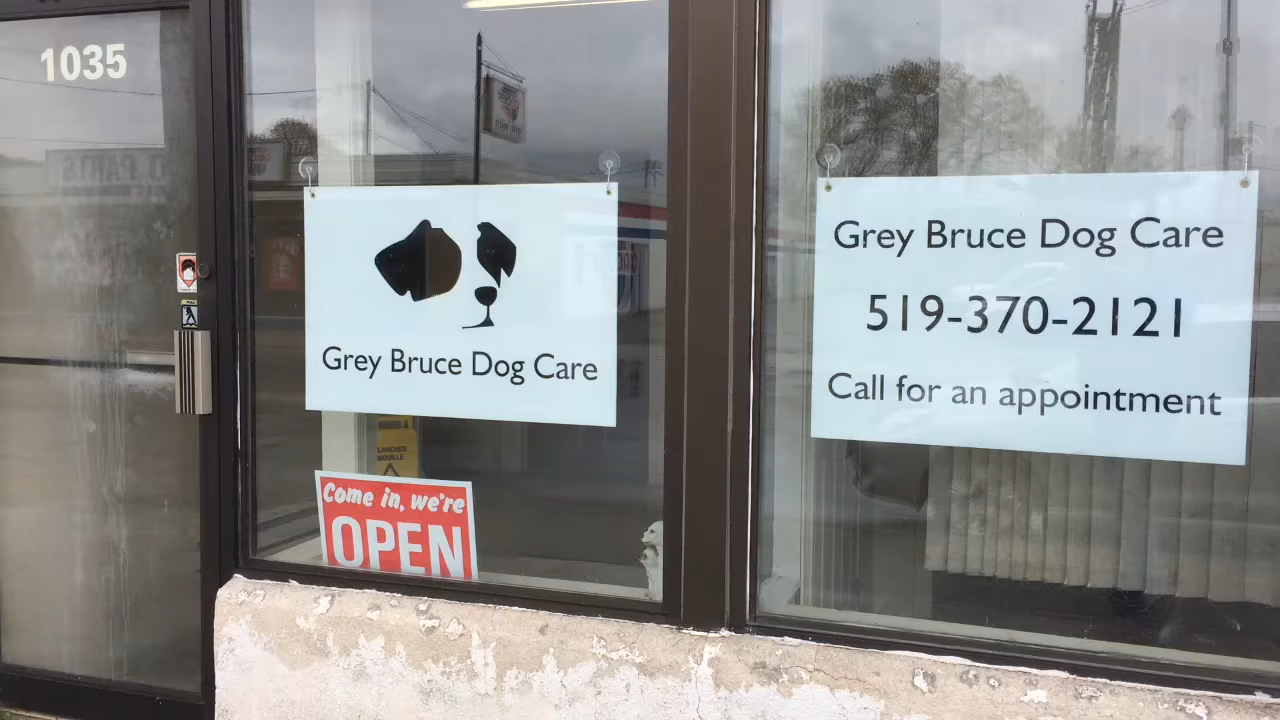 1035
Grey Bruce Dog Care
Come in, we're
OPEN
Grey Bruce Dog Care
519-370-2121
Call for an appointment